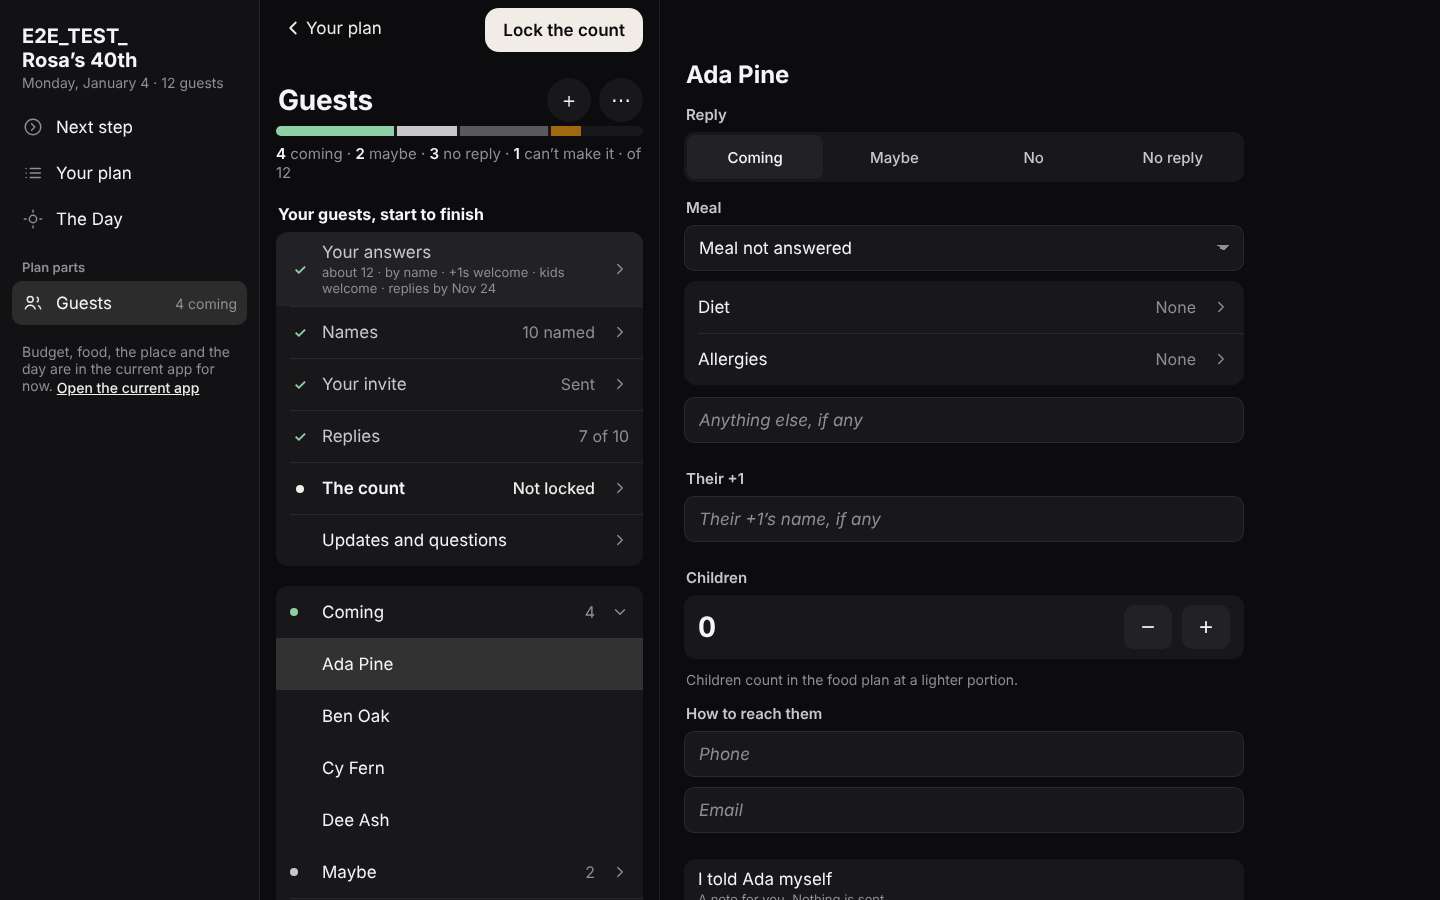 E2E_TEST_
Rosa’s 40th
Monday, January 4 · 12 guests
Next step
Your plan
The Day
Plan parts
Guests 4 coming
Budget, food, the place and the
day are in the current app for
now. Open the current app
Your plan
Lock the count
Guests
+ ···
4 coming · 2 maybe · 3 no reply · 1 can’t make it · of
12
Your guests, start to finish
Your answers
about 12 · by name · +1s welcome · kids
welcome · replies by Nov 24
Names 10 named
Your invite Sent
Replies 7 of 10
The count Not locked
Updates and questions
Coming 4
Ada Pine
Ben Oak
Cy Fern
Dee Ash
Maybe 2
Ada Pine
Reply
Coming Maybe No No reply
Meal
Meal not answered
Diet None
Allergies None
Anything else, if any
Their +1
Their +1’s name, if any
Children
0 − +
Children count in the food plan at a lighter portion.
How to reach them
Phone
Email
I told Ada myself
A note for you. Nothing is sent.